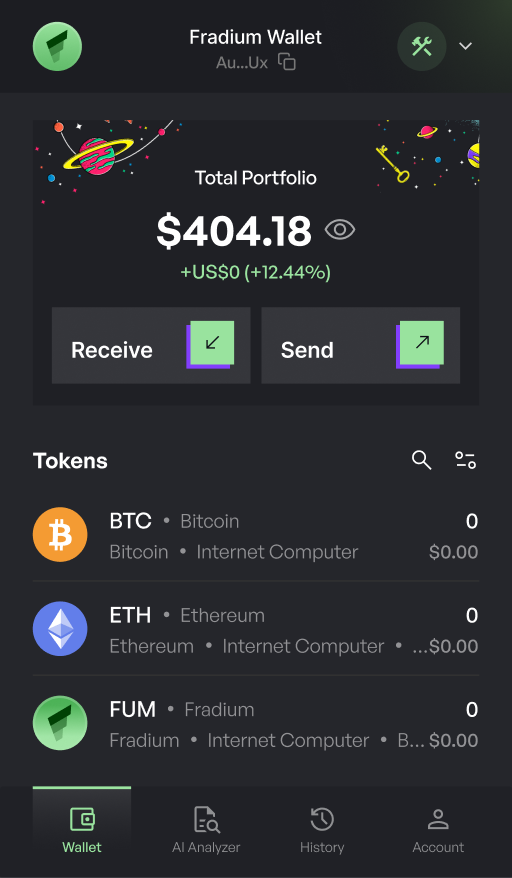 Fradium Wallet
Au...Ux
Total Portfolio
$404.18
+US$0 (+12.44%)
Receive
Send
Tokens
BTC • Bitcoin 0
Bitcoin • Internet Computer $0.00
ETH • Ethereum 0
Ethereum • Internet Computer • ...$0.00
FUM • Fradium 0
Fradium • Internet Computer • B... $0.00
Wallet AI Analyzer History Account